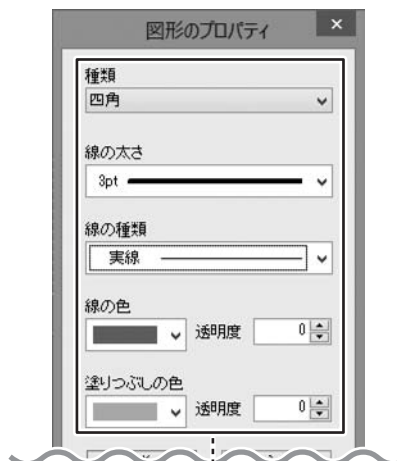 図形のプロパティ ×
種類
四角
線の太さ
3pt
線の種類
実線
線の色
透明度 0
塗りつぶしの色
透明度 0